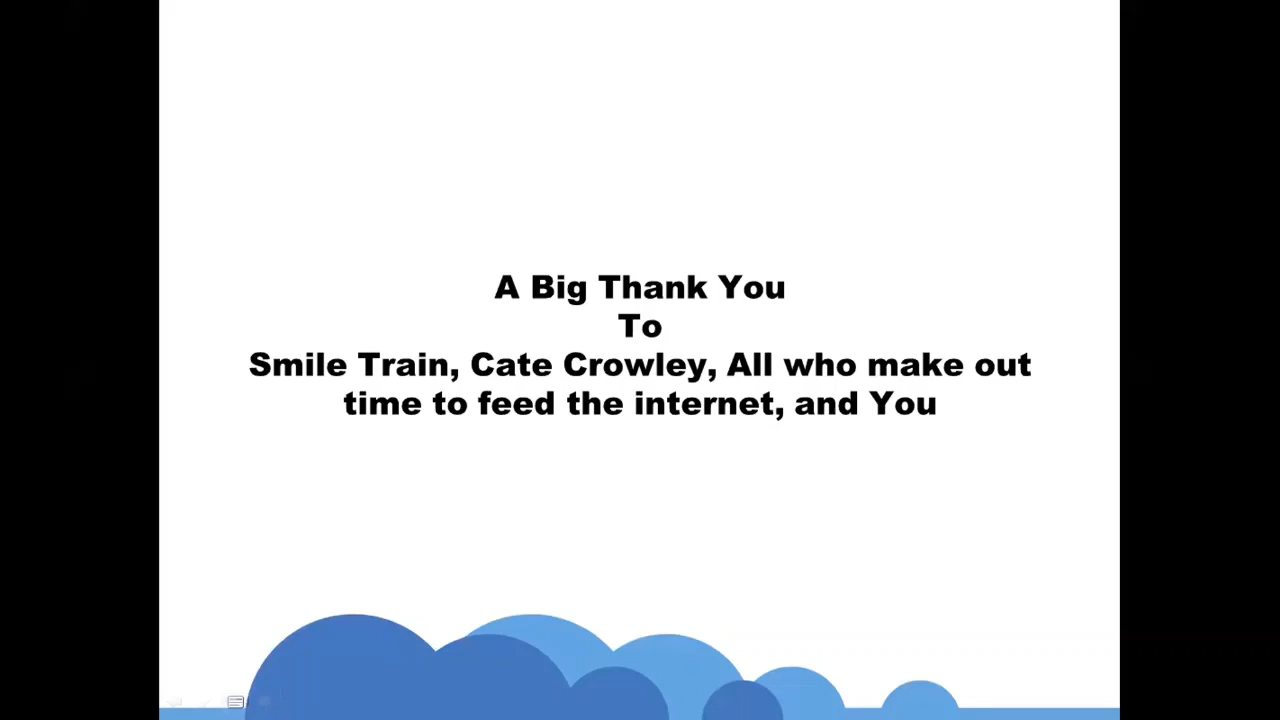 A Big Thank You
To
Smile Train, Cate Crowley, All who make out
time to feed the internet, and You